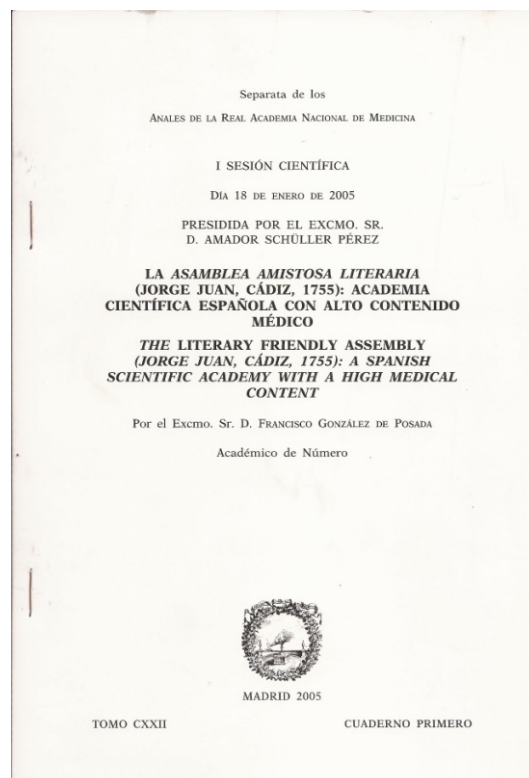 Separata de los
ANALES DE LA REAL ACADEMIA NACIONAL DE MEDICINA
I SESIÓN CIENTÍFICA
DÍA 18 DE ENERO DE 2005
PRESIDIDA POR EL EXCMO. SR.
D. AMADOR SCHÜLLER PÉREZ
LA ASAMBLEA AMISTOSA LITERARIA
(JORGE JUAN, CÁDIZ, 1755): ACADEMIA
CIENTÍFICA ESPAÑOLA CON ALTO CONTENIDO
MÉDICO
THE LITERARY FRIENDLY ASSEMBLY
(JORGE JUAN, CÁDIZ, 1755): A SPANISH
SCIENTIFIC ACADEMY WITH A HIGH MEDICAL
CONTENT
Por el Excmo. Sr. D. FRANCISCO GONZÁLEZ DE POSADA
Académico de Número
MADRID 2005
TOMO CXXII CUADERNO PRIMERO